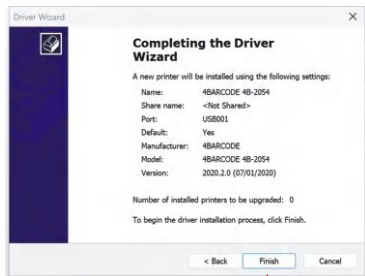 Driver Wizard
Completing the Driver
Wizard
A new printer will be installed using the following settings:
Name: 4BARCODE 4B-2054
Share name: <Not Shared>
Port: USB001
Default: Yes
Manufacturer: 4BARCODE
Model: 4BARCODE 4B-2054
Version: 2020.2.0 (07/01/2020)
Number of installed printers to be upgraded: 0
To begin the driver installation process, click Finish.
< Back Finish Cancel